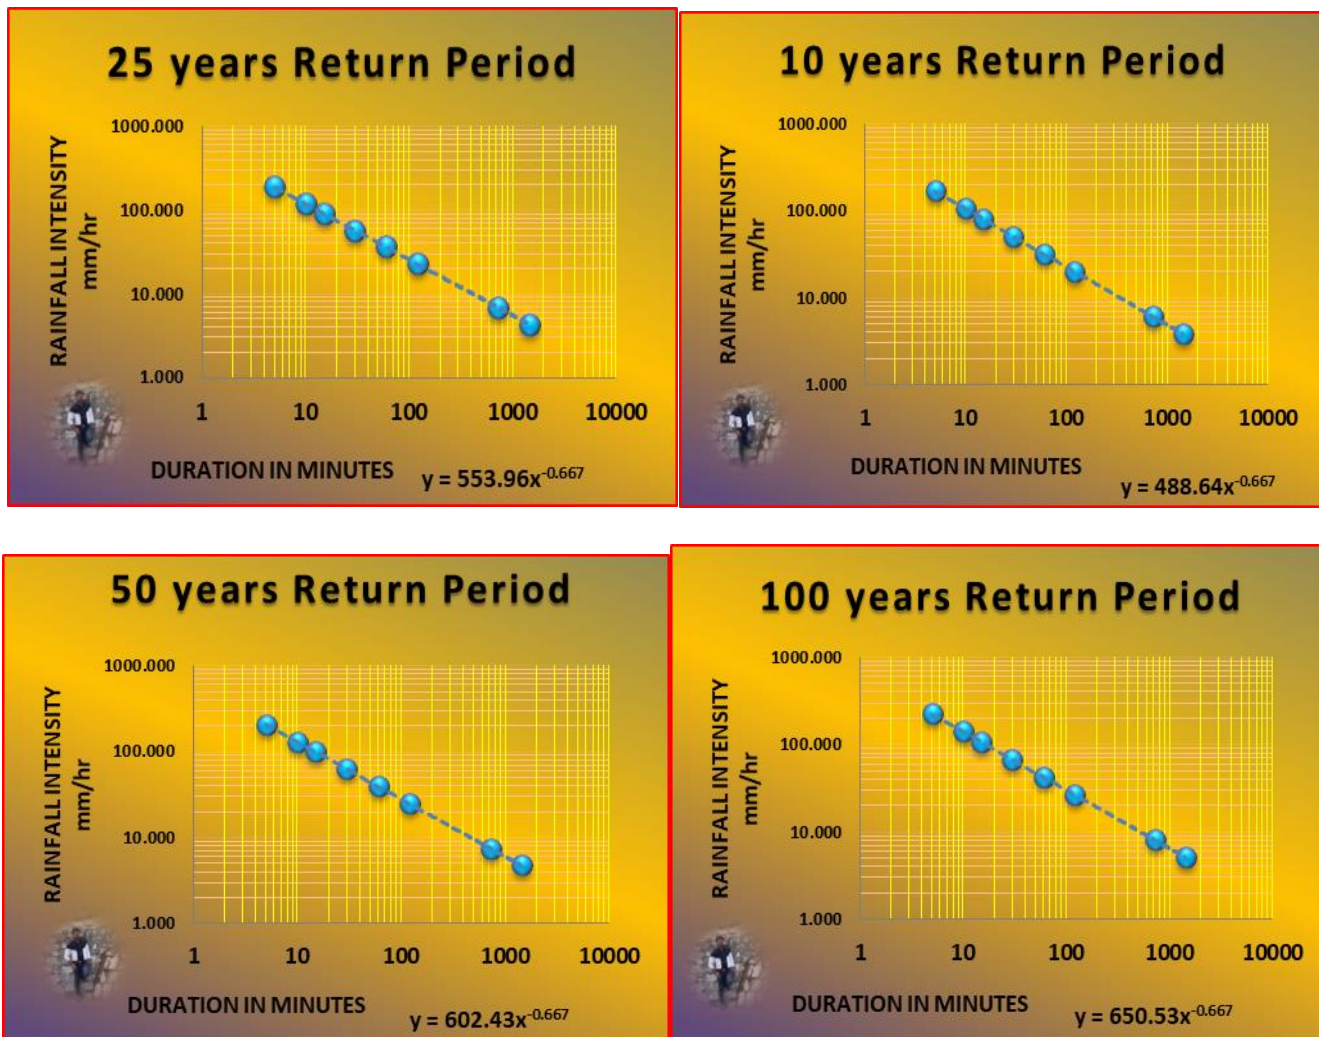 25 years Return Period
RAINFALL INTENSITY
mm/hr
1000.000
100.000
10.000
1.000
1 10 100 1000 10000
DURATION IN MINUTES
y = 553.96x^-0.667
10 years Return Period
RAINFALL INTENSITY
mm/hr
1000.000
100.000
10.000
1.000
1 10 100 1000 10000
DURATION IN MINUTES
y = 488.64x^-0.667
50 years Return Period
RAINFALL INTENSITY
mm/hr
1000.000
100.000
10.000
1.000
1 10 100 1000 10000
DURATION IN MINUTES
y = 602.43x^-0.667
100 years Return Period
RAINFALL INTENSITY
mm/hr
1000.000
100.000
10.000
1.000
1 10 100 1000 10000
DURATION IN MINUTES
y = 650.53x^-0.667